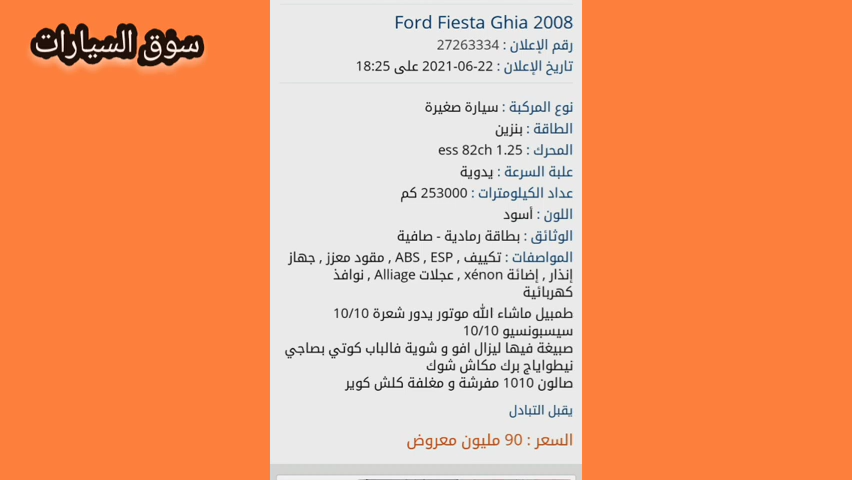 سوق السيارات
Ford Fiesta Ghia 2008
رقم الإعلان : 27263334
تاريخ الإعلان : 22-06-2021 على 18:25
نوع المركبة : سيارة صغيرة
الطاقة : بنزين
المحرك : 1.25 ess 82ch
علبة السرعة : يدوية
عداد الكيلومترات : 253000 كم
اللون : أسود
الوثائق : بطاقة رمادية - صافية
المواصفات : تكييف , ABS , ESP , مقود معزز , جهاز
إنذار , إضائة xénon , عجلات Alliage , نوافذ
كهربائية
طمبيل ماشاء الله موتور يدور شعرة 10/10
سيسبونسيو 10/10
صبيغة فيها ليزال افو و شوية فالباب كوتي بصاجي
نيطواياج برك مكاش شوك
صالون 1010 مفرشة و مغلفة كلش كوير
يقبل التبادل
السعر : 90 مليون معروض